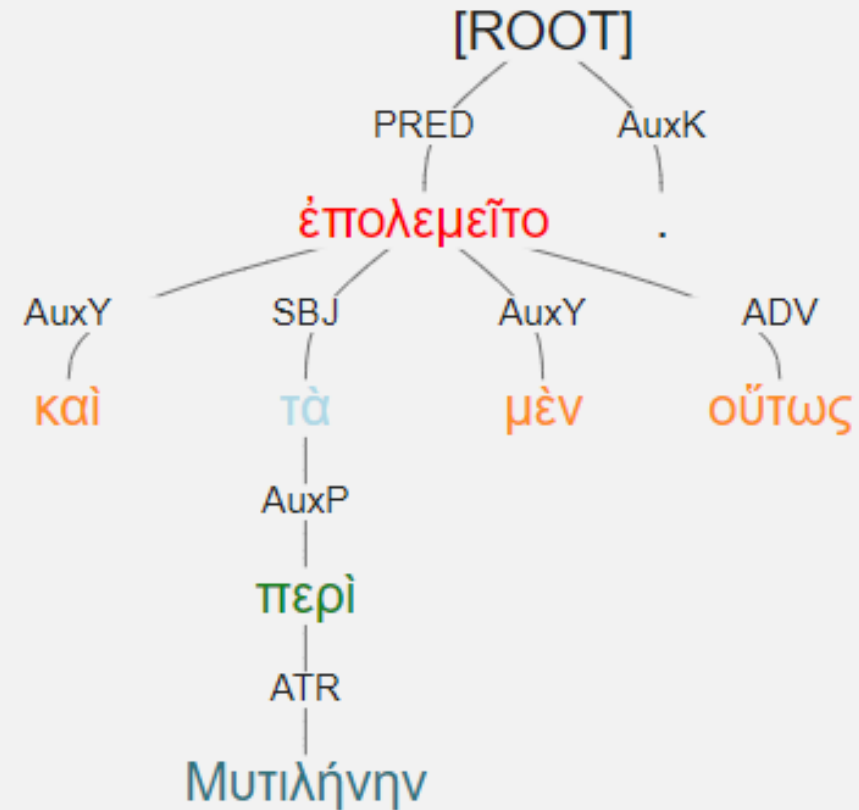 [ROOT]
PRED AuxK
ἐπολεμεῖτο .
AuxY SBJ AuxY ADV
καὶ τὰ μὲν οὕτως
AuxP
περὶ
ATR
Μυτιλήνην